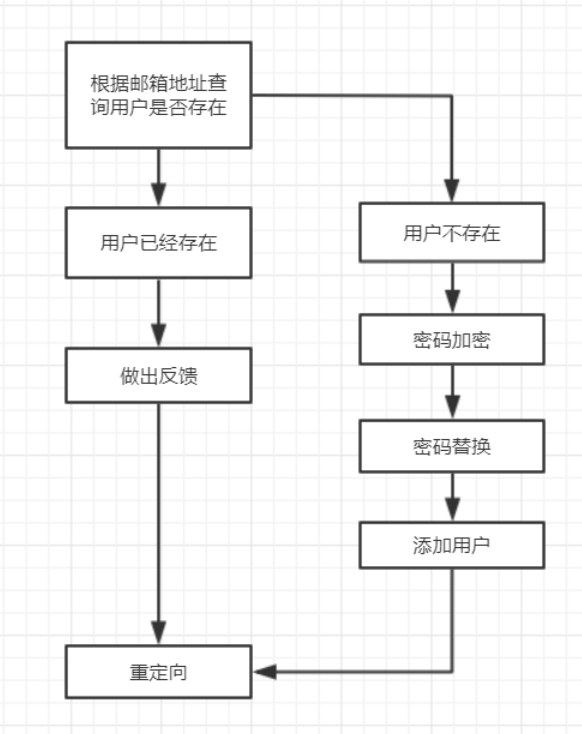 根据邮箱地址查
询用户是否存在
用户已经存在
用户不存在
做出反馈
密码加密
密码替换
添加用户
重定向